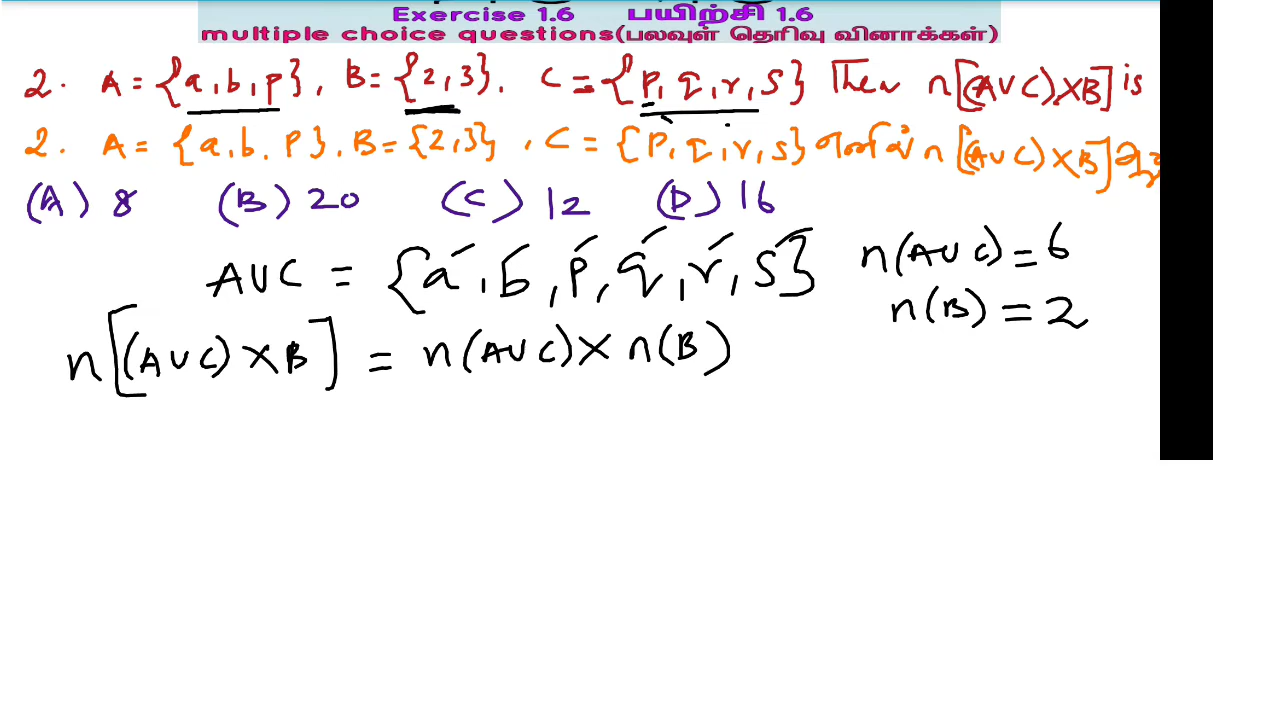 Exercise 1.6 பயிற்சி 1.6
multiple choice questions(பலவுள் தெரிவு வினாக்கள்)
2. A = {a, b, p}, B = {2, 3}, C = {p, q, r, s} Then n[(A∪C)×B] is
2. A = {a, b, p}, B = {2, 3}, C = {p, q, r, s} எனில் n[(A∪C)×B]
(A) 8 (B) 20 (C) 12 (D) 16
A∪C = {a, b, p, q, r, s} n(A∪C) = 6
n(B) = 2
n[(A∪C)×B] = n(A∪C) × n(B)